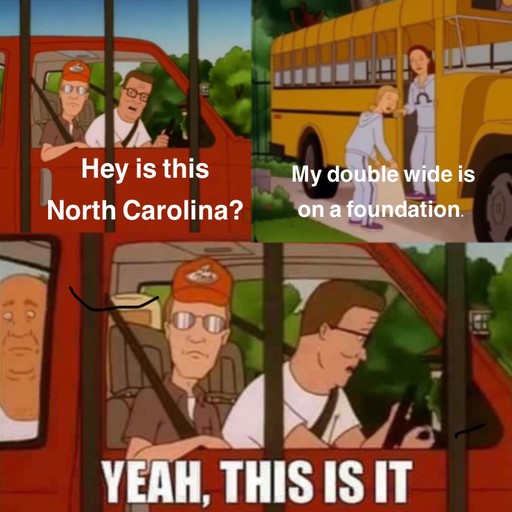 Hey is this
North Carolina?
My double wide is
on a foundation.
YEAH, THIS IS IT